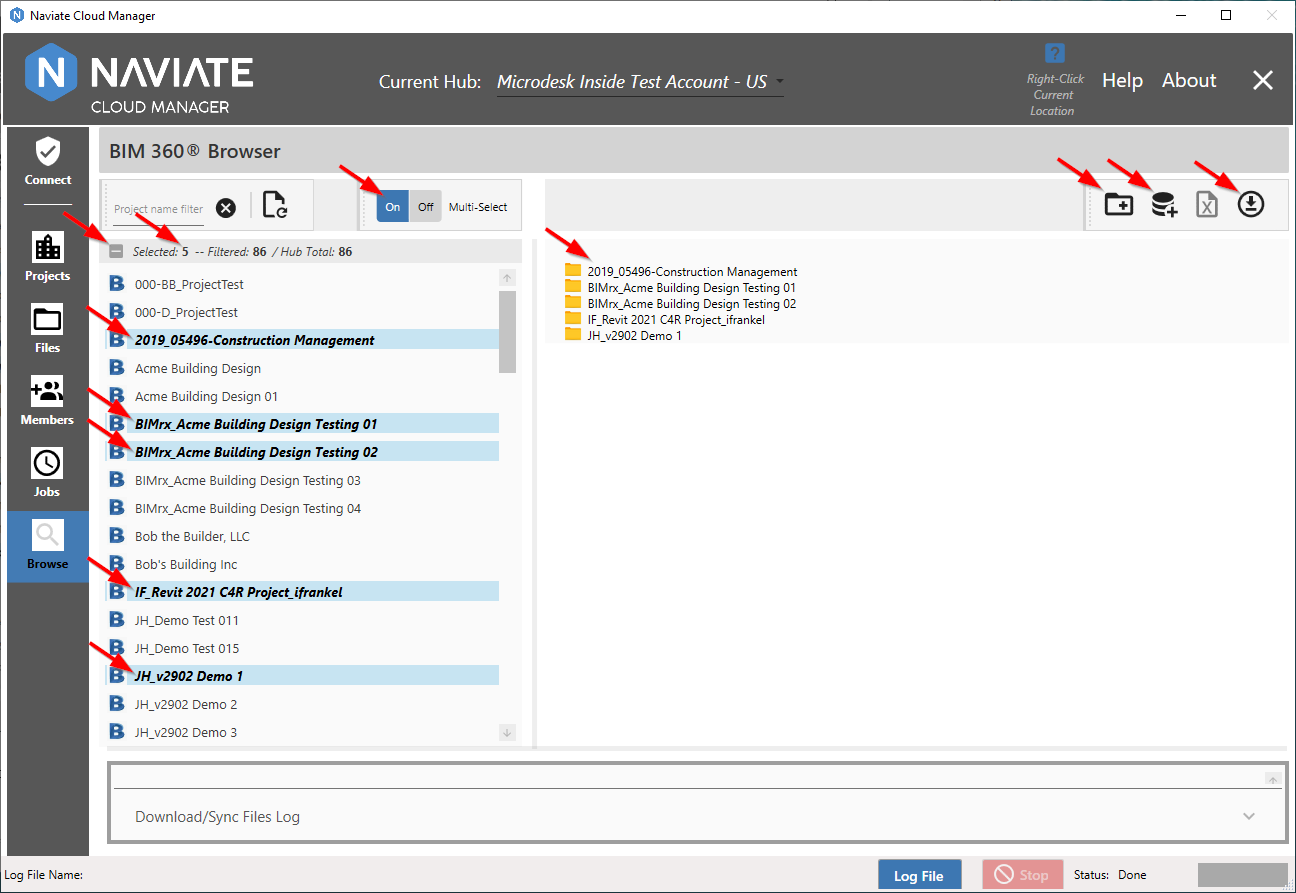 Naviate Cloud Manager
NAVIATE
CLOUD MANAGER
Current Hub: Microdesk Inside Test Account - US
?
Right-Click
Current
Location
Help About
Connect
Projects
Files
Members
Jobs
Browse
BIM 360® Browser
Project name filter
On Off Multi-Select
Selected: 5 -- Filtered: 86 / Hub Total: 86
B 000-BB_ProjectTest
B 000-D_ProjectTest
B 2019_05496-Construction Management
B Acme Building Design
B Acme Building Design 01
B BIMrx_Acme Building Design Testing 01
B BIMrx_Acme Building Design Testing 02
B BIMrx_Acme Building Design Testing 03
B BIMrx_Acme Building Design Testing 04
B Bob the Builder, LLC
B Bob's Building Inc
B IF_Revit 2021 C4R Project_ifrankel
B JH_Demo Test 011
B JH_Demo Test 015
B JH_v2902 Demo 1
B JH_v2902 Demo 2
B JH_v2902 Demo 3
2019_05496-Construction Management
BIMrx_Acme Building Design Testing 01
BIMrx_Acme Building Design Testing 02
IF_Revit 2021 C4R Project_ifrankel
JH_v2902 Demo 1
Download/Sync Files Log
Log File Name:
Log File
Stop
Status: Done